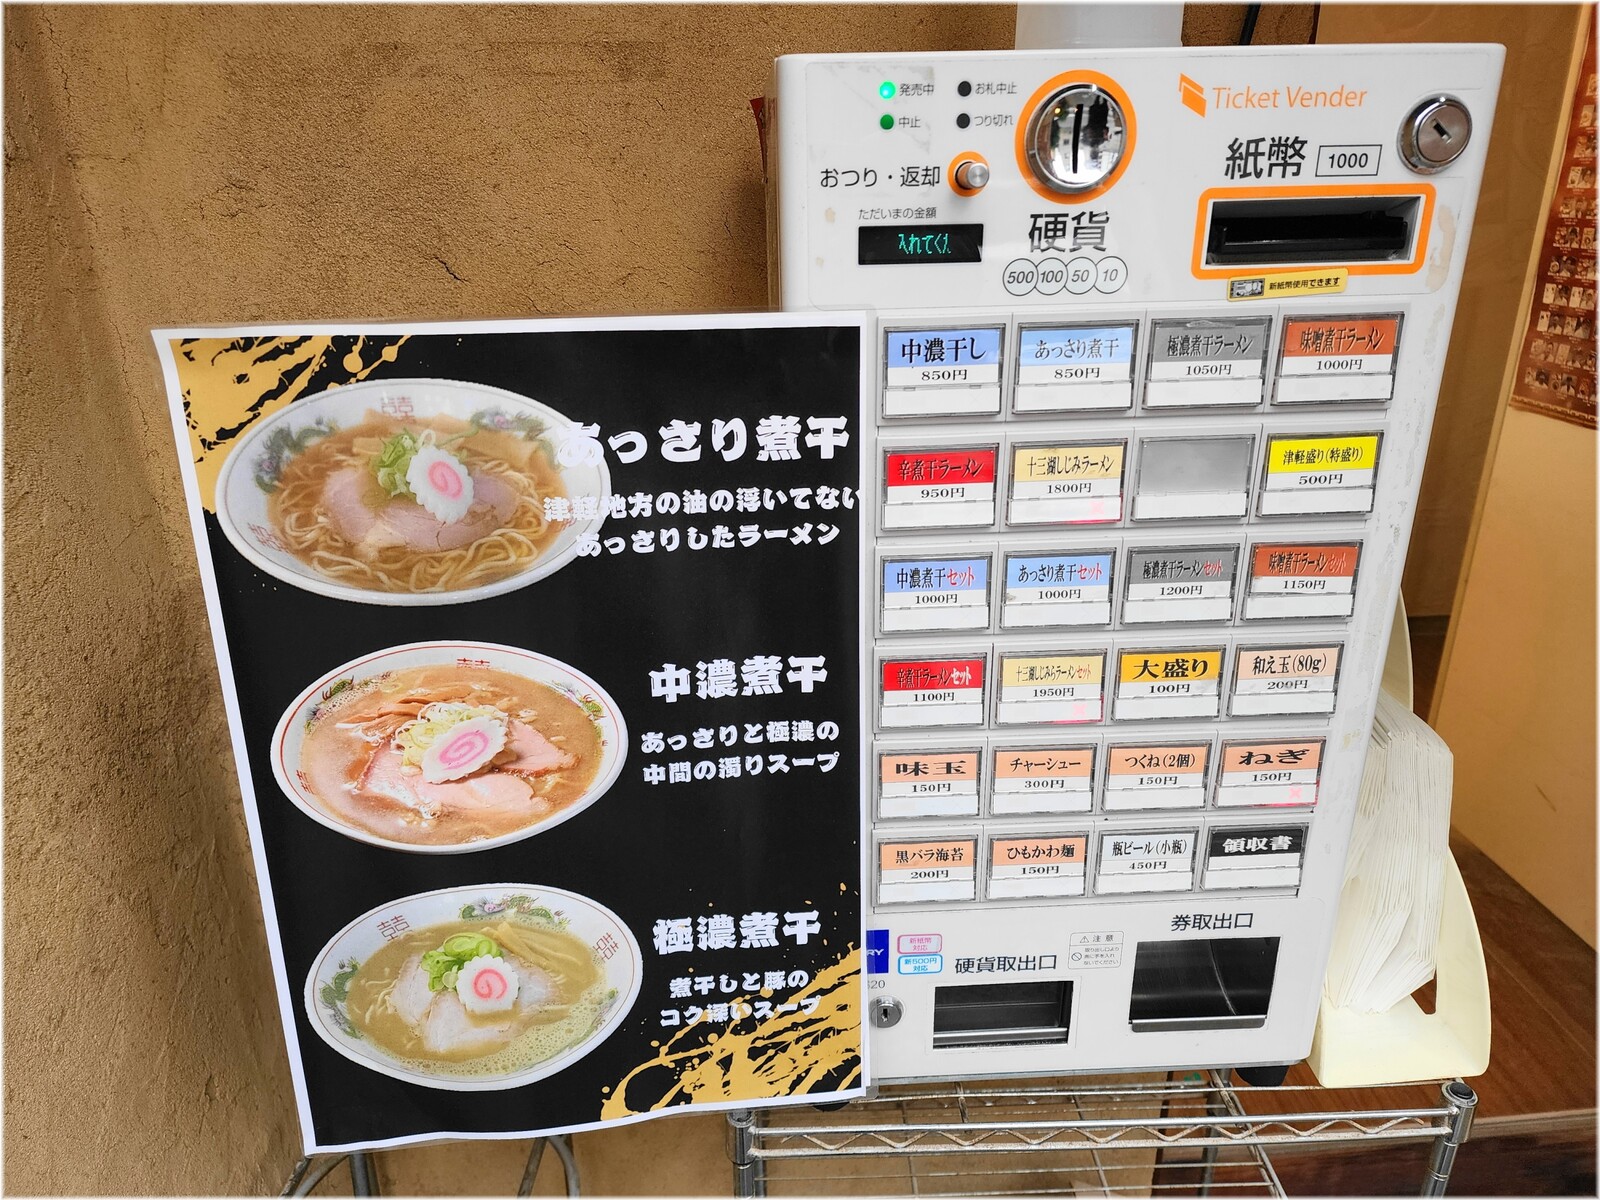 あっさり煮干
津軽地方の油の浮いてない
あっさりしたラーメン
中濃煮干
あっさりと極濃の
中間の濁りスープ
極濃煮干
煮干しと豚の
コク深いスープ
発売中
お札中止
中止
つり切れ
おつり・返却
ただいまの金額
入れてく
硬貨
500 100 50 10
Ticket Vender
紙幣 1000
新紙幣使用できます
中濃干し
850円
あっさり煮干
850円
極濃煮干ラーメン
1050円
味噌煮干ラーメン
1000円
辛煮干ラーメン
950円
十三湖しじみラーメン
1800円
津軽盛り(特盛り)
500円
中濃煮干セット
1000円
あっさり煮干セット
1000円
極濃煮干ラーメンセット
1200円
味噌煮干ラーメンセット
1150円
辛煮干ラーメンセット
1100円
十三湖しじみらーメンセット
1950円
大盛り
100円
和え玉(80g)
200円
味玉
150円
チャーシュー
300円
つくね(2個)
150円
ねぎ
150円
黒バラ海苔
200円
ひもかわ麺
150円
瓶ビール(小瓶)
450円
領収書
RY
新紙幣
対応
新500円
対応
硬貨取出口
注意
券取出口